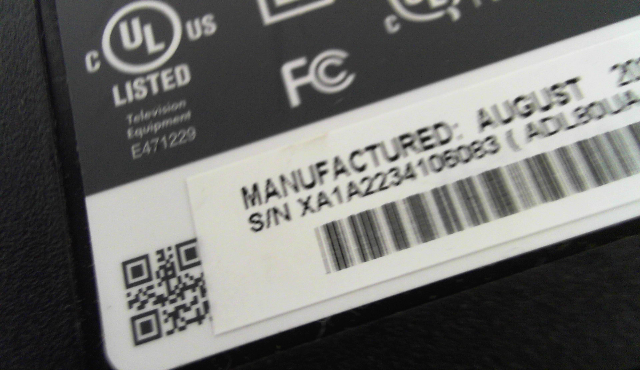 C UL US
LISTED
Television
Equipment
E471229
FC
MANUFACTURED: AUGUST
S/N XA1A2234106083